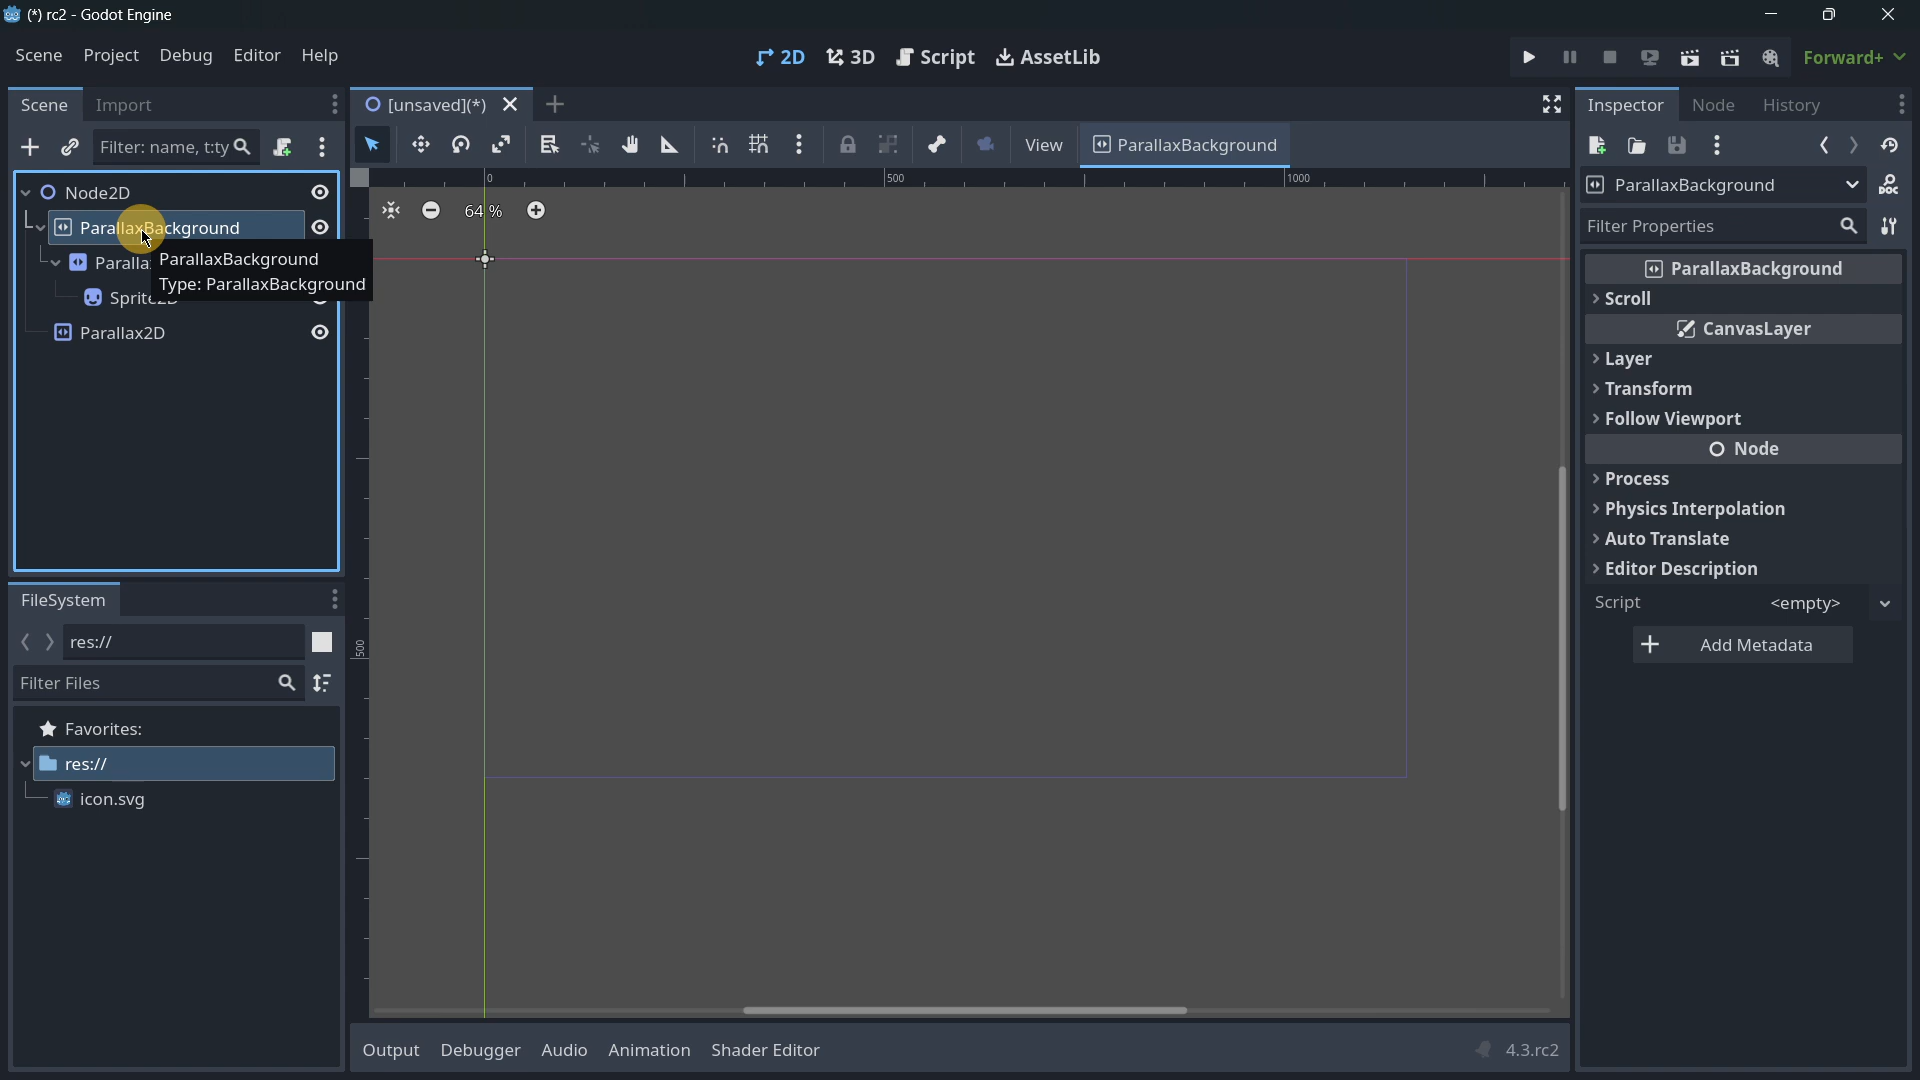 (*) rc2 - Godot Engine
Scene Project Debug Editor Help
2D 3D Script AssetLib
Forward+
Scene Import
[unsaved](*)
Inspector Node History
Filter: name, t:ty
View
ParallaxBackground
ParallaxBackground
Filter Properties
Node2D
ParallaxBackground
Paralla
ParallaxBackground
Type: ParallaxBackground
Sprite2D
Parallax2D
0
500
1000
64 %
500
ParallaxBackground
Scroll
CanvasLayer
Layer
Transform
Follow Viewport
Node
Process
Physics Interpolation
Auto Translate
Editor Description
Script <empty>
Add Metadata
FileSystem
res://
Filter Files
Favorites:
res://
icon.svg
Output Debugger Audio Animation Shader Editor
4.3.rc2